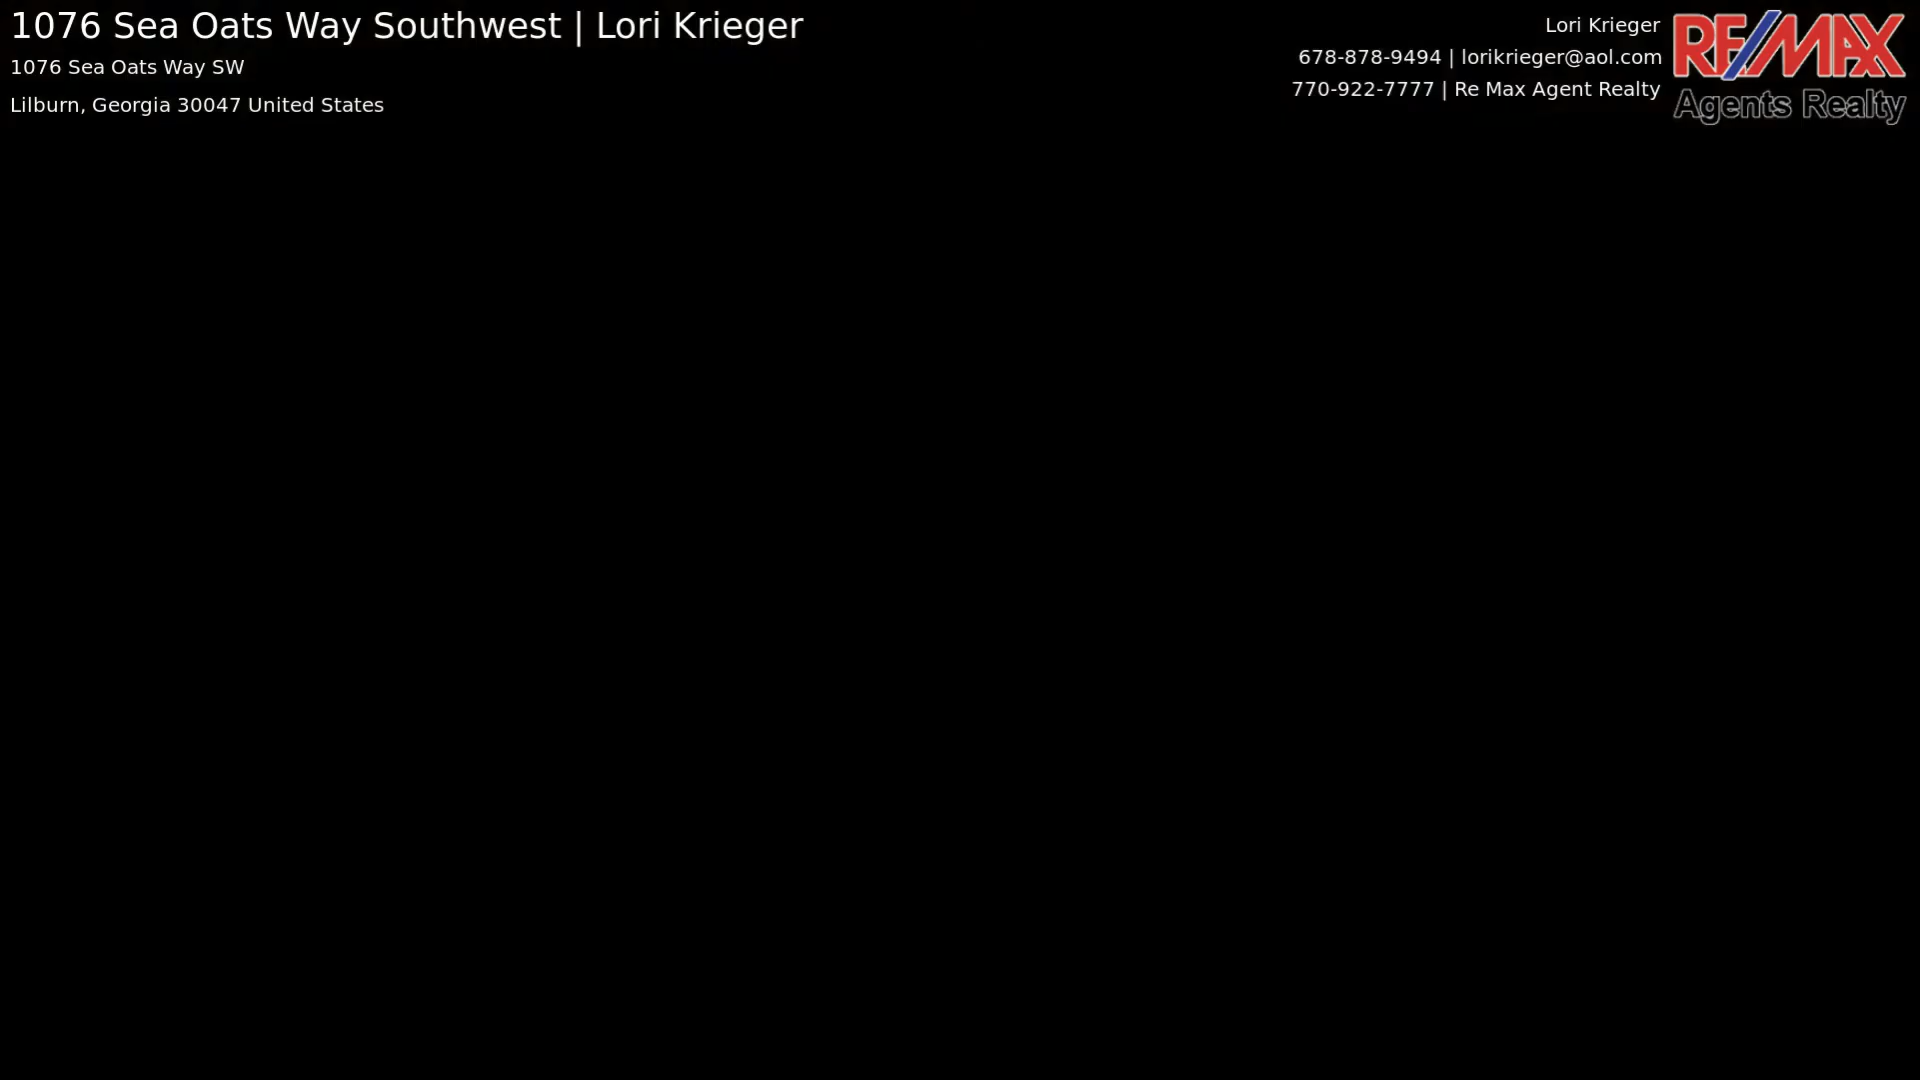 1076 Sea Oats Way Southwest | Lori Krieger
1076 Sea Oats Way SW
Lilburn, Georgia 30047 United States
Lori Krieger
678-878-9494 | lorikrieger@aol.com
770-922-7777 | Re Max Agent Realty
RE/MAX
Agents Realty